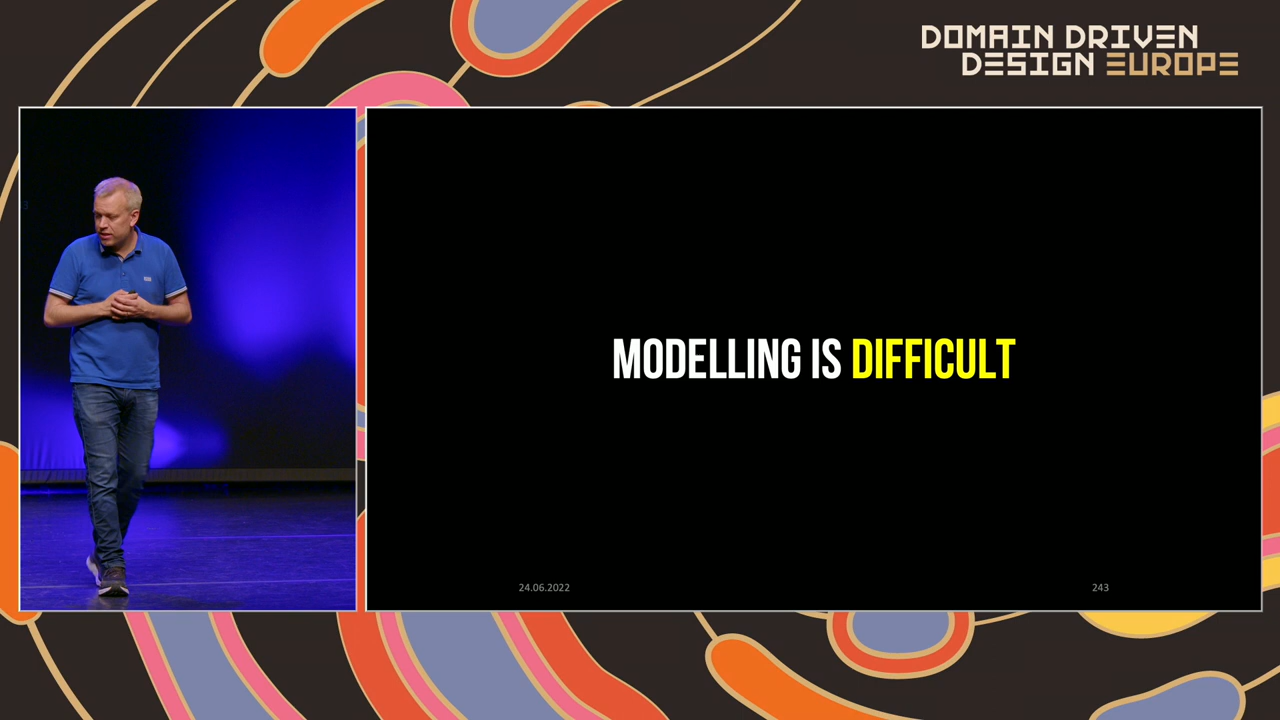 DOMAIN DRIVEN
DESIGN EUROPE
MODELLING IS DIFFICULT
24.06.2022
243